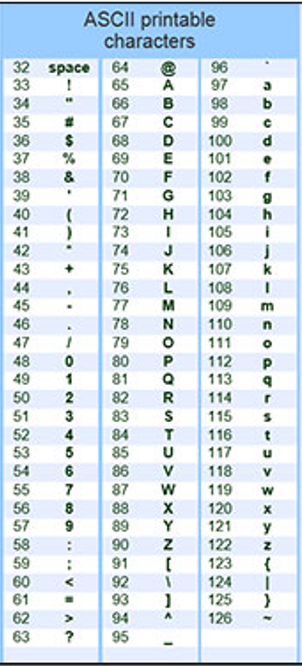 ASCII printable
characters
32 space 64 @ 96 `
33 ! 65 A 97 a
34 " 66 B 98 b
35 # 67 C 99 c
36 $ 68 D 100 d
37 % 69 E 101 e
38 & 70 F 102 f
39 ' 71 G 103 g
40 ( 72 H 104 h
41 ) 73 I 105 i
42 * 74 J 106 j
43 + 75 K 107 k
44 , 76 L 108 l
45 - 77 M 109 m
46 . 78 N 110 n
47 / 79 O 111 o
48 0 80 P 112 p
49 1 81 Q 113 q
50 2 82 R 114 r
51 3 83 S 115 s
52 4 84 T 116 t
53 5 85 U 117 u
54 6 86 V 118 v
55 7 87 W 119 w
56 8 88 X 120 x
57 9 89 Y 121 y
58 : 90 Z 122 z
59 ; 91 [ 123 {
60 < 92 \ 124 |
61 = 93 ] 125 }
62 > 94 ^ 126 ~
63 ? 95 _